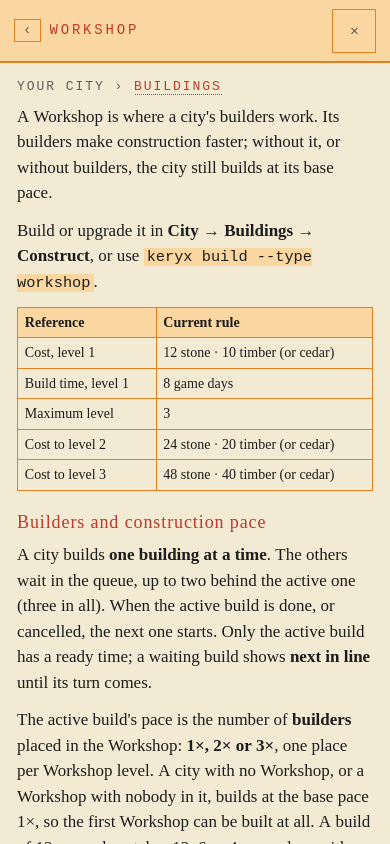 ‹ WORKSHOP ×
YOUR CITY › BUILDINGS
A Workshop is where a city's builders work. Its
builders make construction faster; without it, or
without builders, the city still builds at its base
pace.
Build or upgrade it in City → Buildings →
Construct, or use keryx build --type
workshop.
Reference Current rule
Cost, level 1 12 stone · 10 timber (or cedar)
Build time, level 1 8 game days
Maximum level 3
Cost to level 2 24 stone · 20 timber (or cedar)
Cost to level 3 48 stone · 40 timber (or cedar)
Builders and construction pace
A city builds one building at a time. The others
wait in the queue, up to two behind the active one
(three in all). When the active build is done, or
cancelled, the next one starts. Only the active build
has a ready time; a waiting build shows next in line
until its turn comes.
The active build's pace is the number of builders
placed in the Workshop: 1×, 2× or 3×, one place
per Workshop level. A city with no Workshop, or a
Workshop with nobody in it, builds at the base pace
1×, so the first Workshop can be built at all. A build